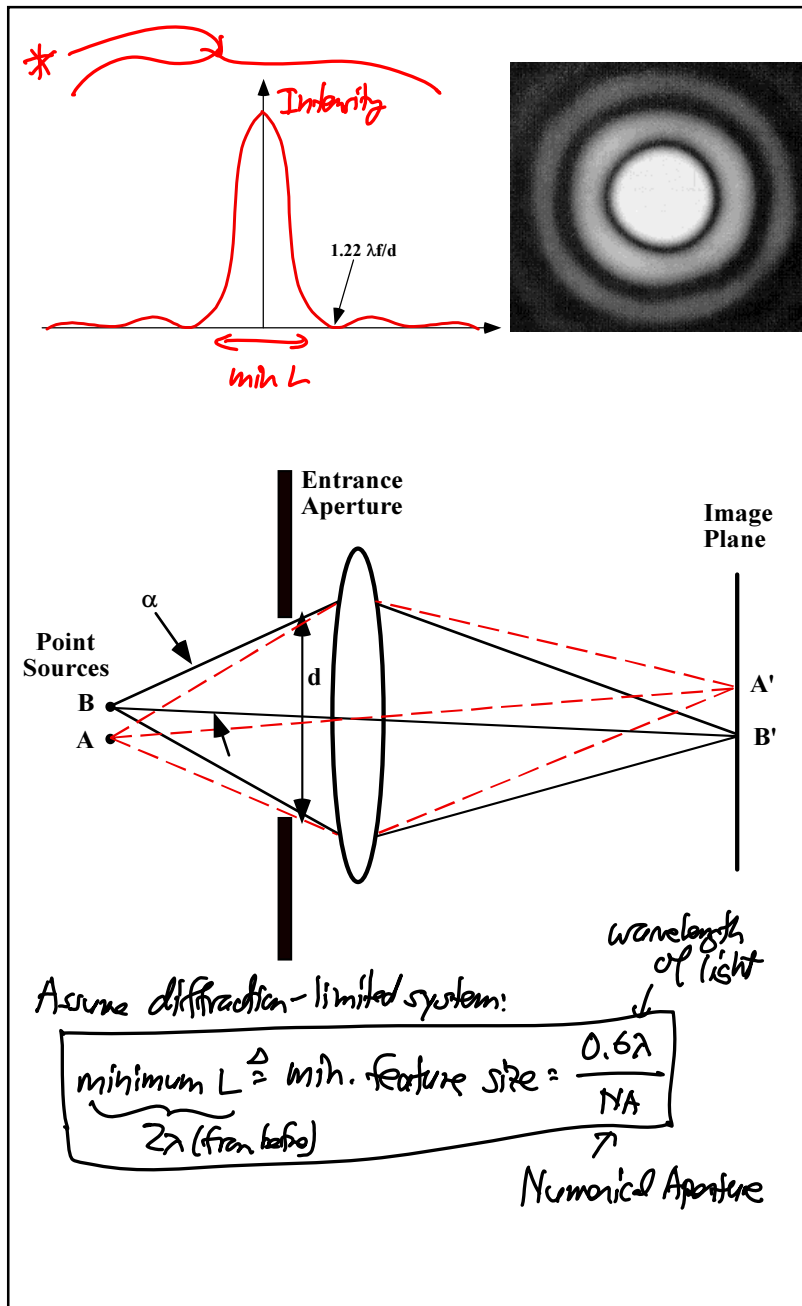 *
Intensity
1.22 λf/d
min L
Entrance
Aperture
Image
Plane
α
Point
Sources
d
B
A
A'
B'
wavelength
of light
Assume diffraction-limited system:
minimum L ≜ min. feature size = 0.6λ / NA
2λ (from before)
Numerical Aperture